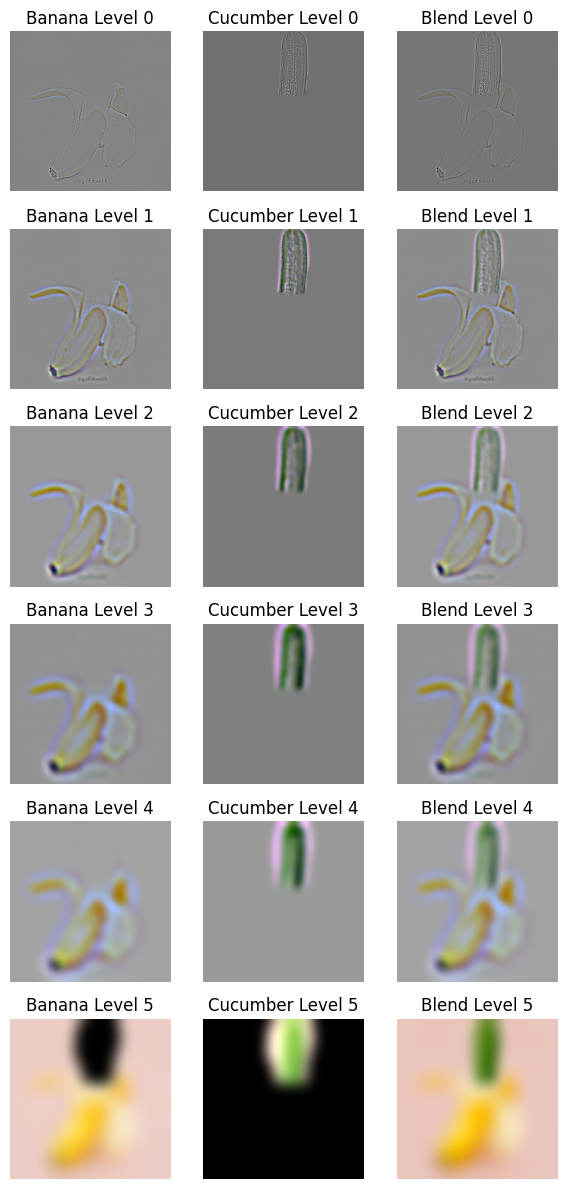 Banana Level 0 Cucumber Level 0 Blend Level 0
Banana Level 1 Cucumber Level 1 Blend Level 1
Banana Level 2 Cucumber Level 2 Blend Level 2
Banana Level 3 Cucumber Level 3 Blend Level 3
Banana Level 4 Cucumber Level 4 Blend Level 4
Banana Level 5 Cucumber Level 5 Blend Level 5